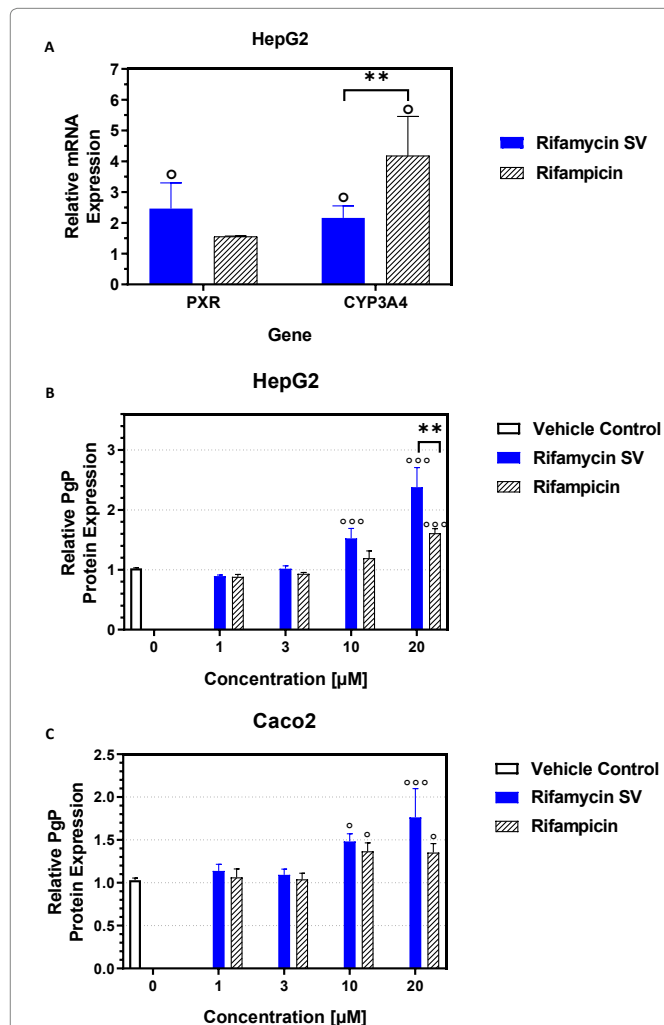 A
HepG2
Relative mRNA
Expression
7
6
5
4
3
2
1
0
**
PXR
CYP3A4
Gene
Rifamycin SV
Rifampicin
B
HepG2
Relative PgP
Protein Expression
3
2
1
0
**
0 1 3 10 20
Concentration [µM]
Vehicle Control
Rifamycin SV
Rifampicin
C
Caco2
Relative PgP
Protein Expression
2.5
2.0
1.5
1.0
0.5
0.0
0 1 3 10 20
Concentration [µM]
Vehicle Control
Rifamycin SV
Rifampicin